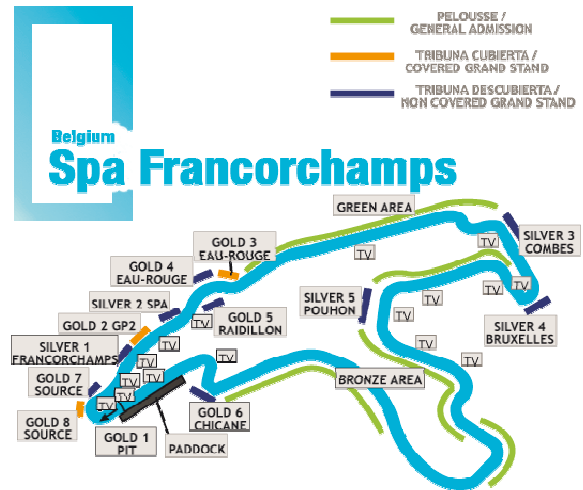 PELOUSSE /
GENERAL ADMISSION
TRIBUNA CUBIERTA /
COVERED GRAND STAND
TRIBUNA DESCUBIERTA /
NON COVERED GRAND STAND
Belgium
Spa Francorchamps
GREEN AREA
GOLD 3
EAU-ROUGE
SILVER 3
COMBES
TV
TV
GOLD 4
EAU-ROUGE
TV
TV
TV
SILVER 2 SPA
SILVER 5
POUHON
GOLD 5
RAIDILLON
TV
TV
GOLD 2 GP2
SILVER 4
BRUXELLES
SILVER 1
FRANCORCHAMPS
TV
TV
TV
TV
GOLD 7
SOURCE
TV
TV
BRONZE AREA
TV
TV
GOLD 8
SOURCE
GOLD 6
CHICANE
GOLD 1
PIT
PADDOCK